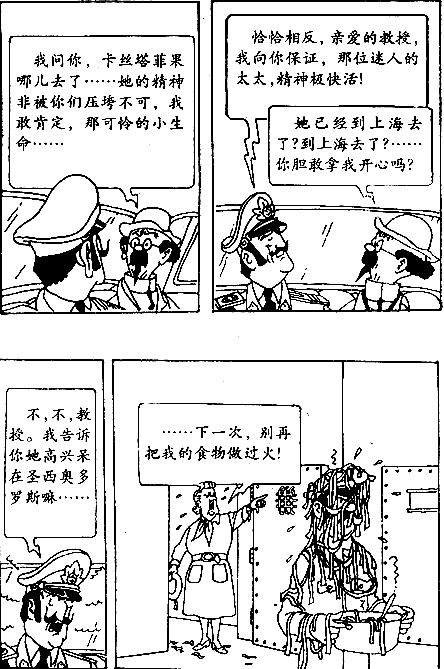 我问你，卡丝塔菲果
哪儿去了……她的精神
非被你们压垮不可，我
敢肯定，那可怜的小生
命……
恰恰相反，亲爱的教授，
我向你保证，那位迷人的
太太，精神极快活！
她已经到上海去
了？到上海去了？……
你胆敢拿我开心吗？
不，不，教
授。我告诉
你她高兴呆
在圣西奥多
罗斯嘛……
……下一次，别再
把我的食物做过火！